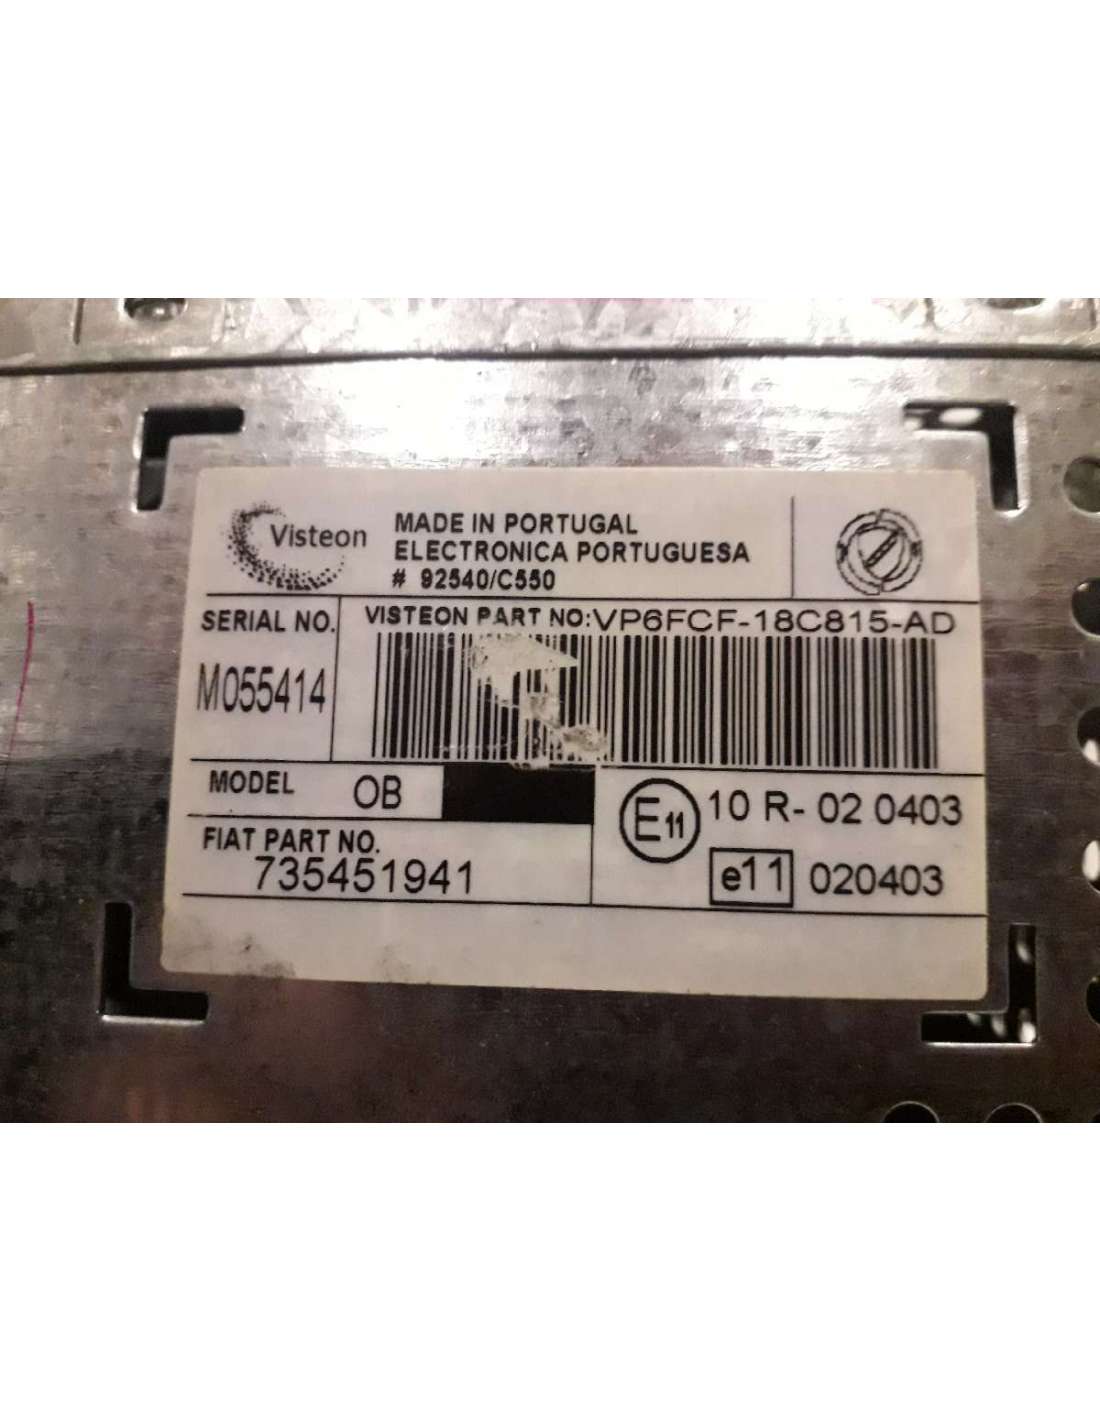 Visteon
MADE IN PORTUGAL
ELECTRONICA PORTUGUESA
# 92540/C550
SERIAL NO.
M055414
VISTEON PART NO:VP6FCF-18C815-AD
MODEL OB
FIAT PART NO.
735451941
E11 10 R- 02 0403
e11 020403